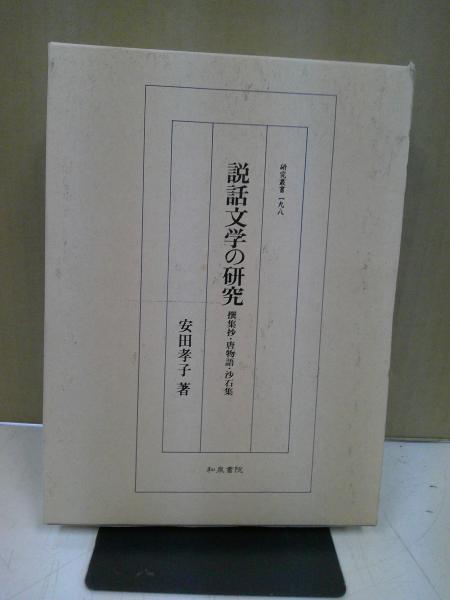 研究叢書 一九八
説話文学の研究
撰集抄・唐物語・沙石集
安田孝子 著
和泉書院